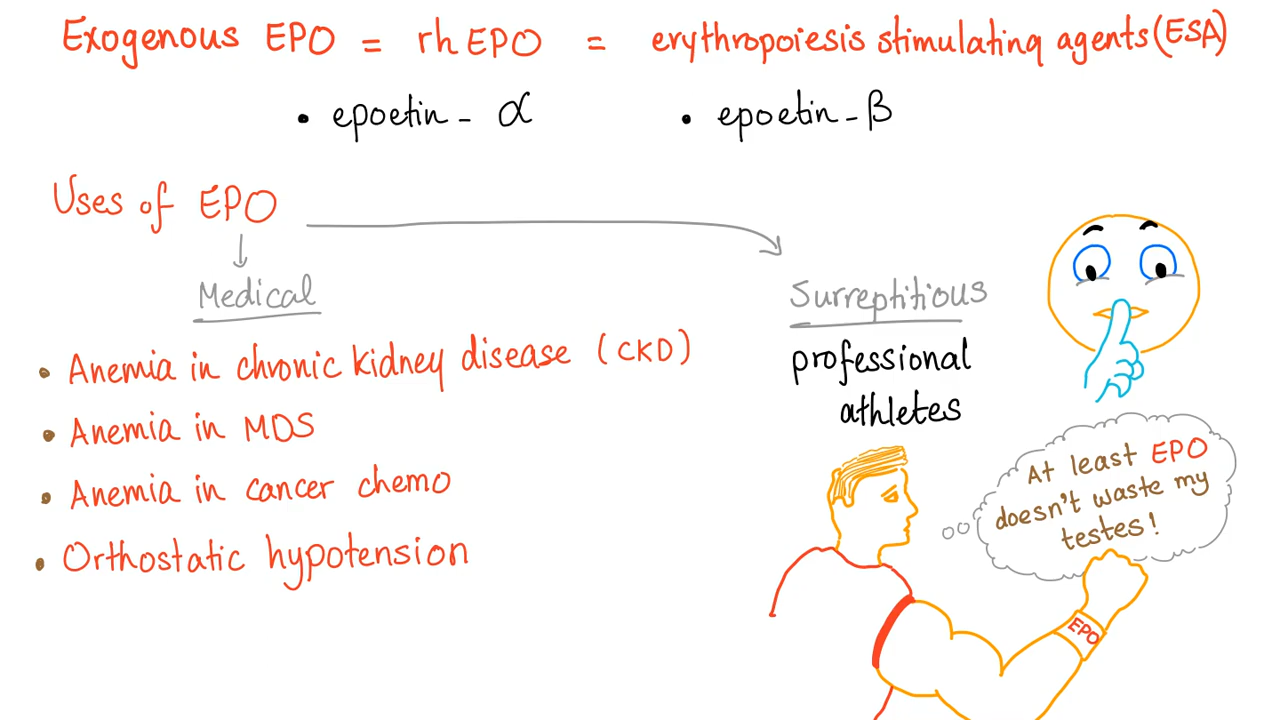 Exogenous EPO = rhEPO = erythropoiesis stimulating agents (ESA)
• epoetin - α • epoetin - β
Uses of EPO
Medical
• Anemia in chronic kidney disease (CKD)
• Anemia in MDS
• Anemia in cancer chemo
• Orthostatic hypotension
Surreptitious
professional
athletes
At least EPO
doesn't waste my
testes!
EPO